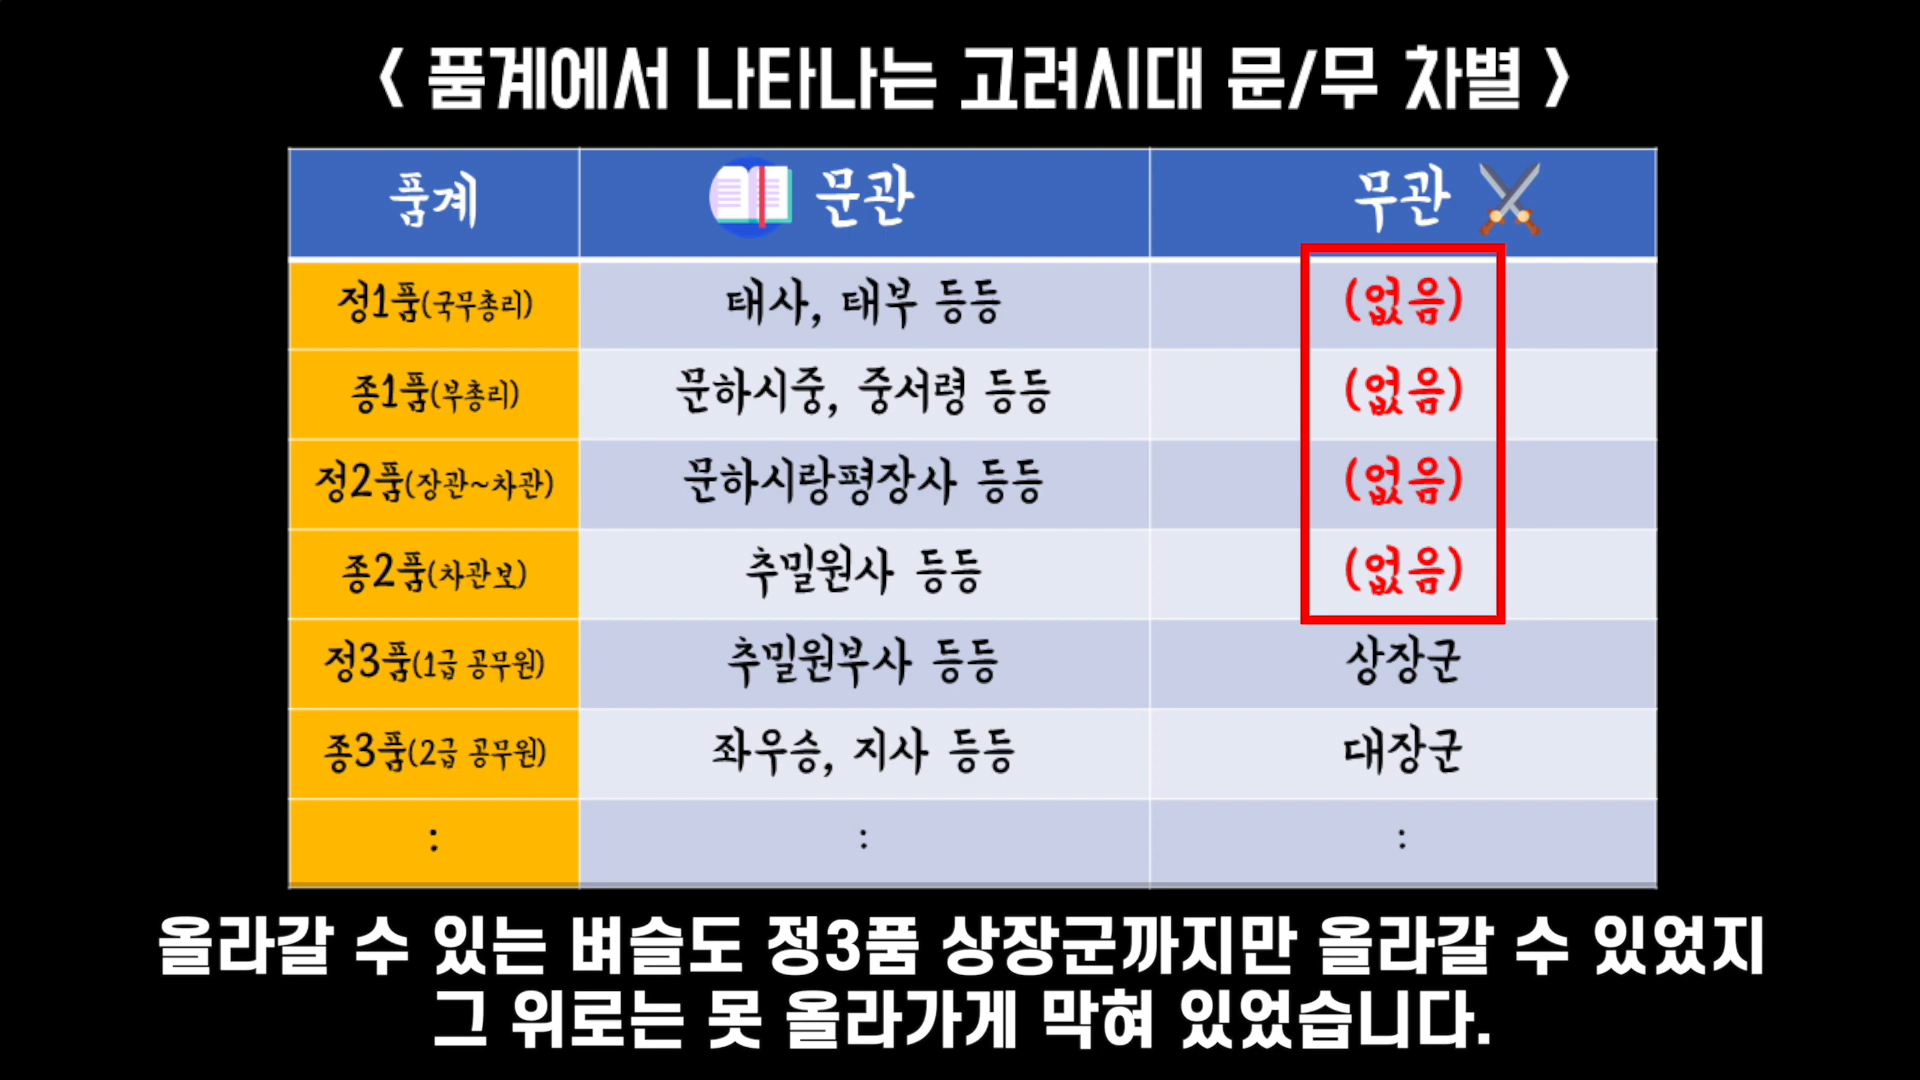 < 품계에서 나타나는 고려시대 문/무 차별 >
품계 문관 무관
정1품(국무총리) 태사, 태부 등등 (없음)
종1품(부총리) 문하시중, 중서령 등등 (없음)
정2품(장관~차관) 문하시랑평장사 등등 (없음)
종2품(차관보) 추밀원사 등등 (없음)
정3품(1급 공무원) 추밀원부사 등등 상장군
종3품(2급 공무원) 좌우승, 지사 등등 대장군
: : :
올라갈 수 있는 벼슬도 정3품 상장군까지만 올라갈 수 있었지
그 위로는 못 올라가게 막혀 있었습니다.